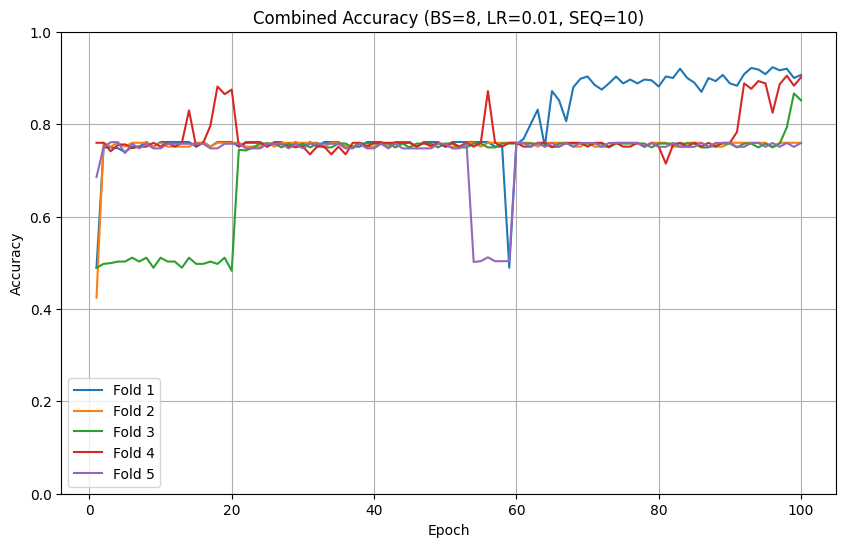 Combined Accuracy (BS=8, LR=0.01, SEQ=10)
Accuracy
1.0
0.8
0.6
0.4
0.2
0.0
Fold 1
Fold 2
Fold 3
Fold 4
Fold 5
0 20 40 60 80 100
Epoch